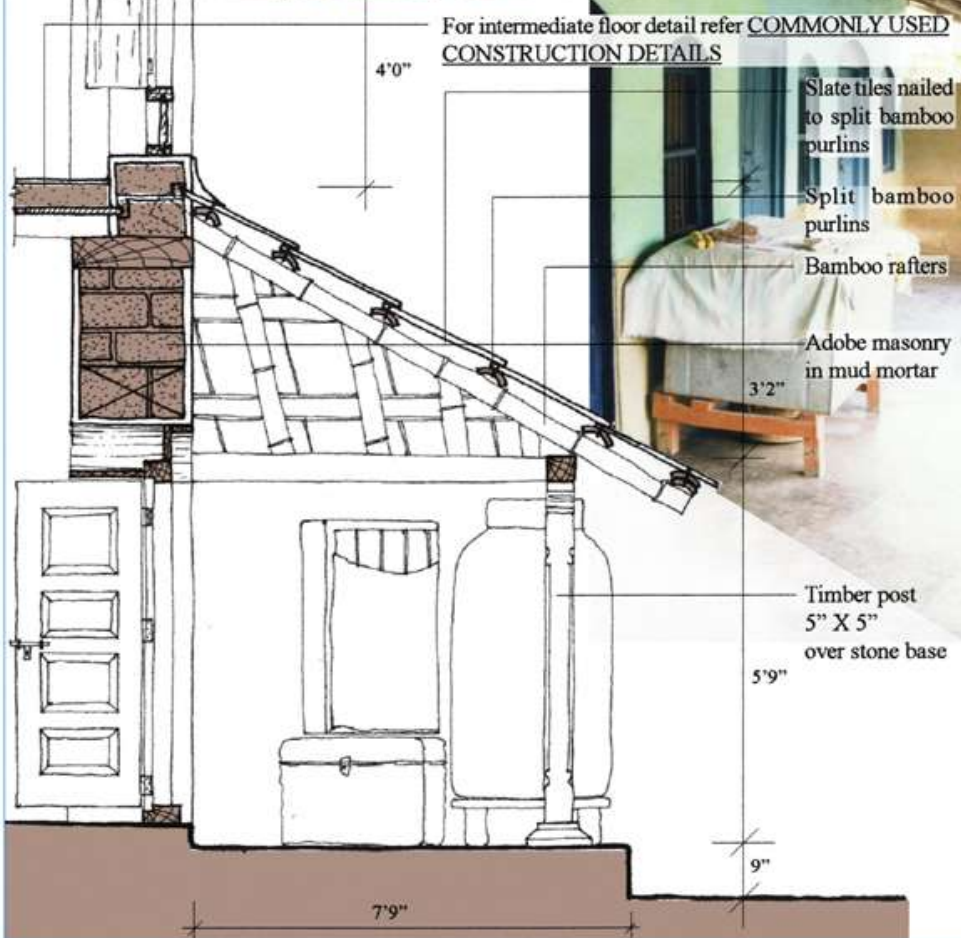 For intermediate floor detail refer COMMONLY USED
CONSTRUCTION DETAILS
4'0”
Slate tiles nailed
to split bamboo
purlins
Split bamboo
purlins
Bamboo rafters
Adobe masonry
in mud mortar
3'2”
Timber post
5” X 5”
over stone base
5'9”
9”
7'9”